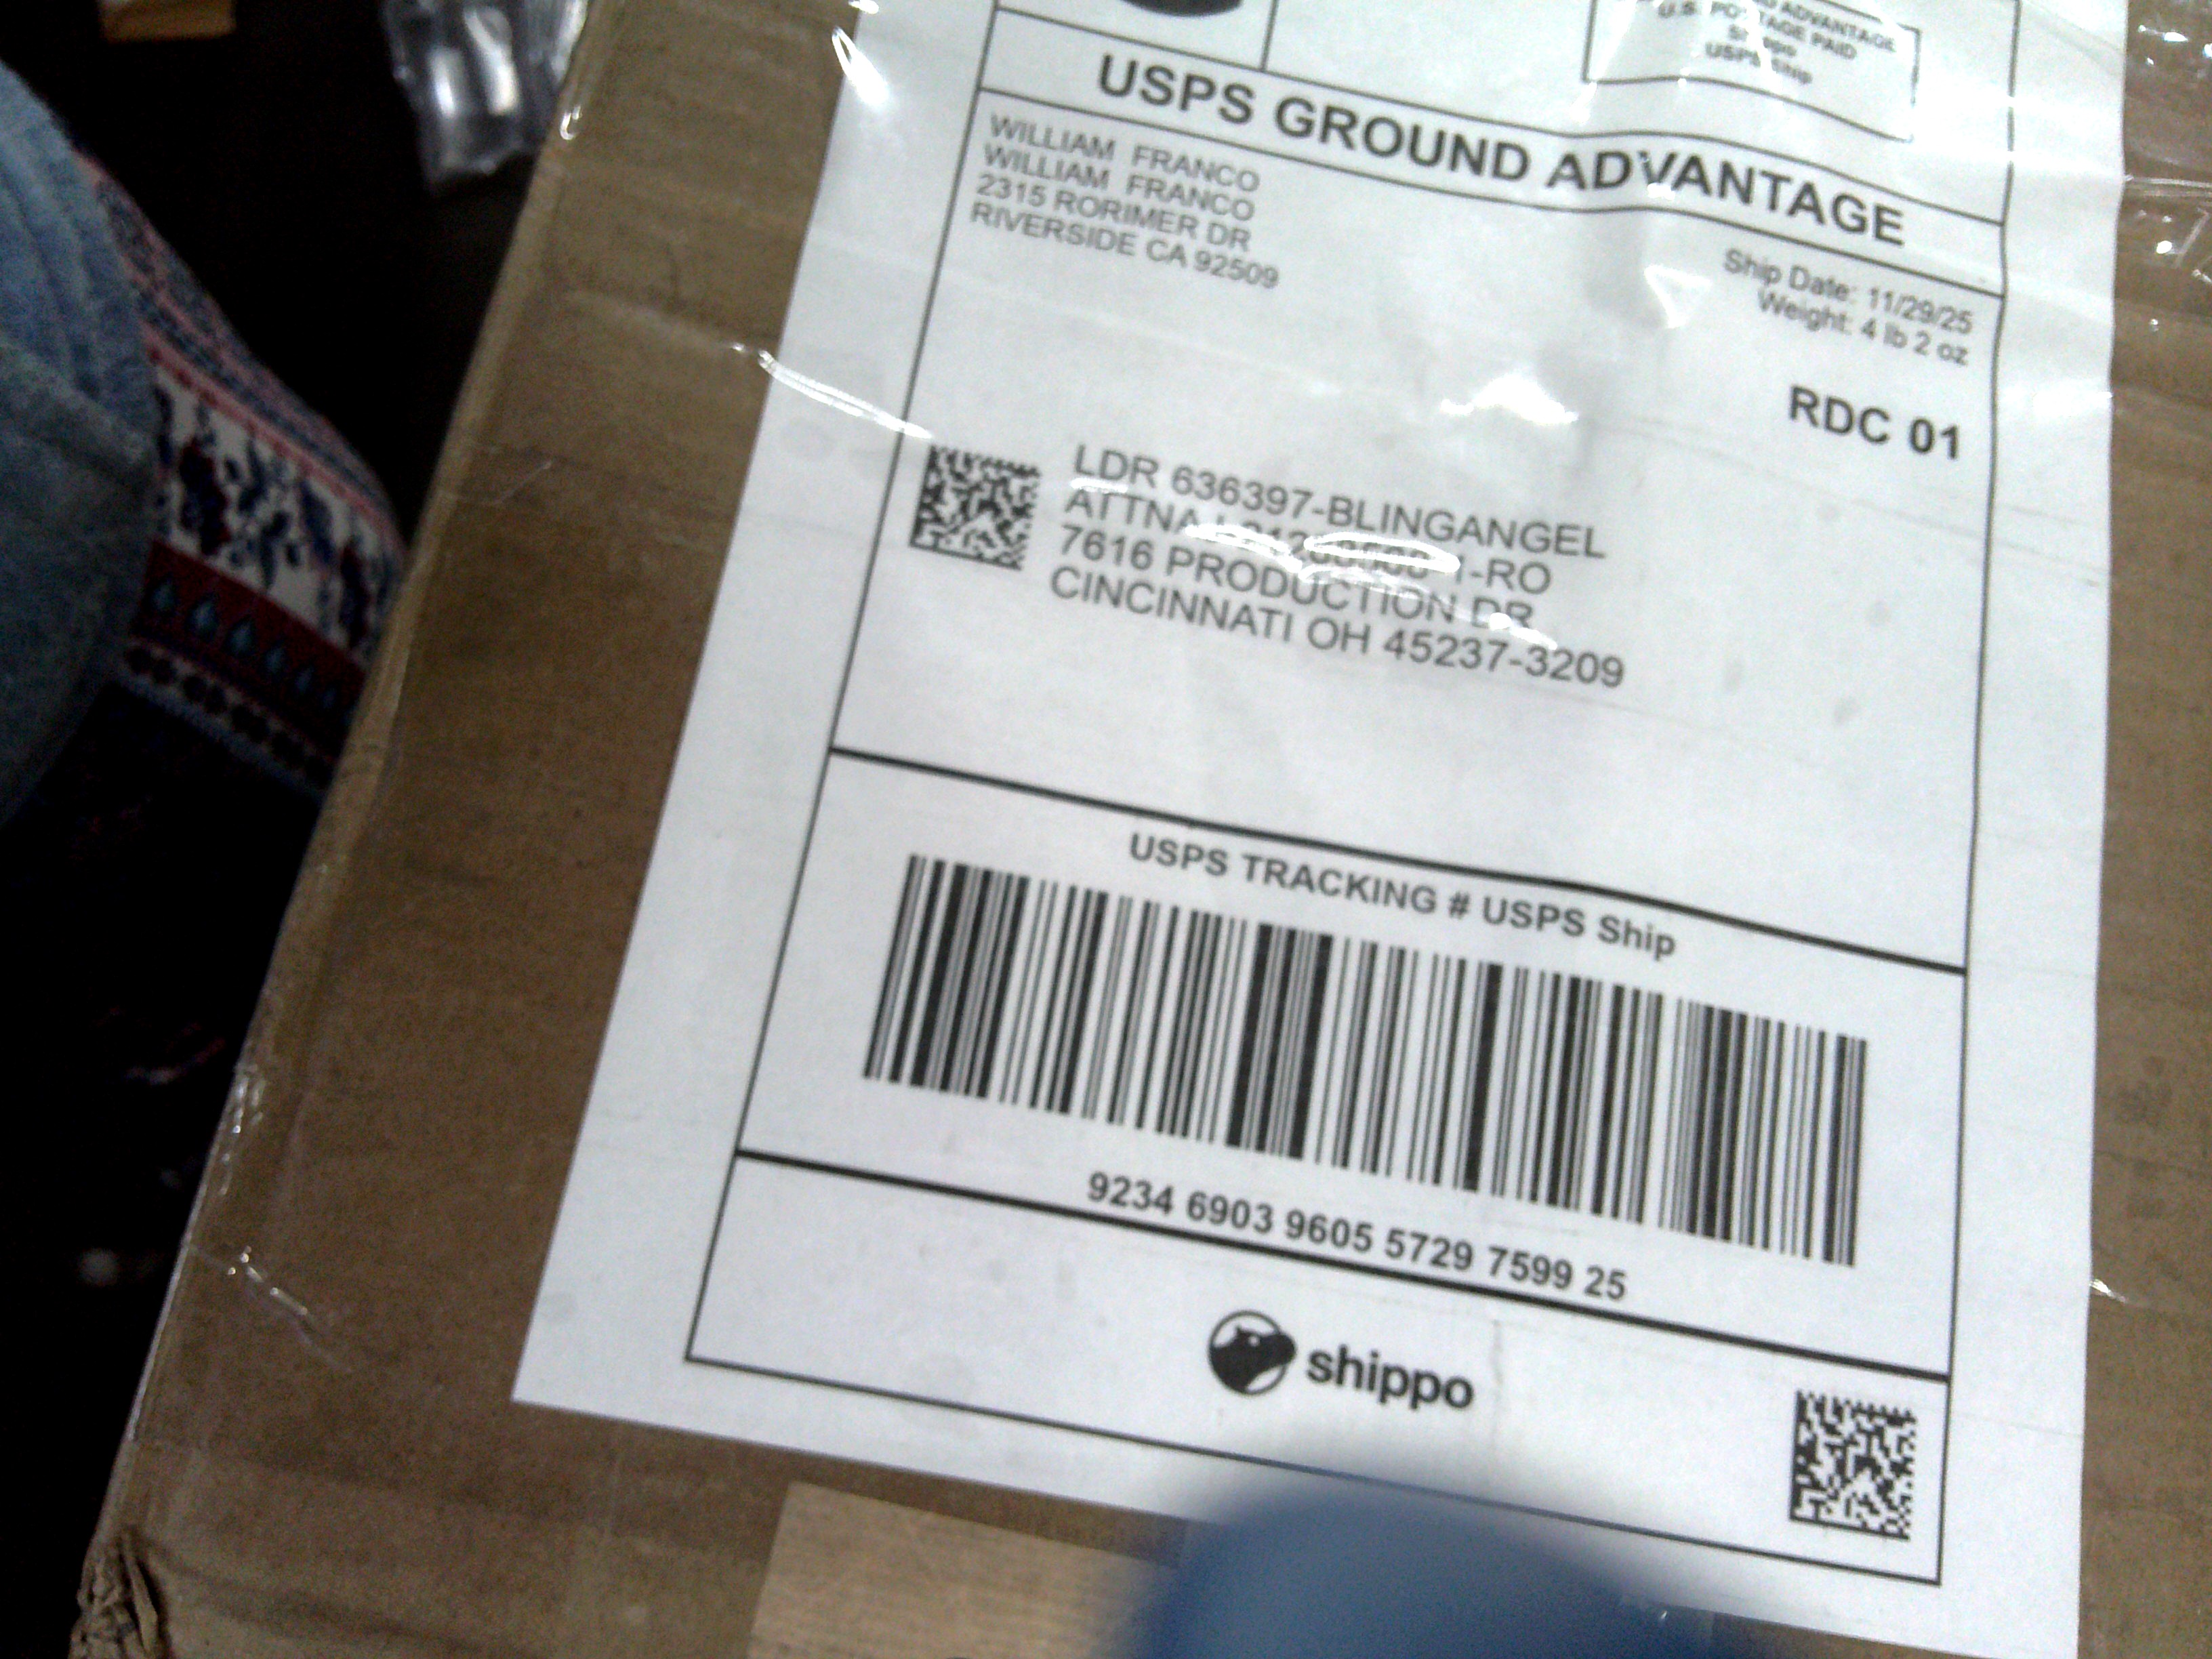 ADVANTAGE
U.S. POSTAGE PAID
USPS Ship
USPS GROUND ADVANTAGE
WILLIAM FRANCO
WILLIAM FRANCO
2315 RORIMER DR
RIVERSIDE CA 92509
Ship Date: 11/29/25
Weight: 4 lb 2 oz
RDC 01
LDR 636397-BLINGANGEL
7616 PRODUCTION DR
CINCINNATI OH 45237-3209
USPS TRACKING # USPS Ship
9234 6903 9605 5729 7599 25
shippo